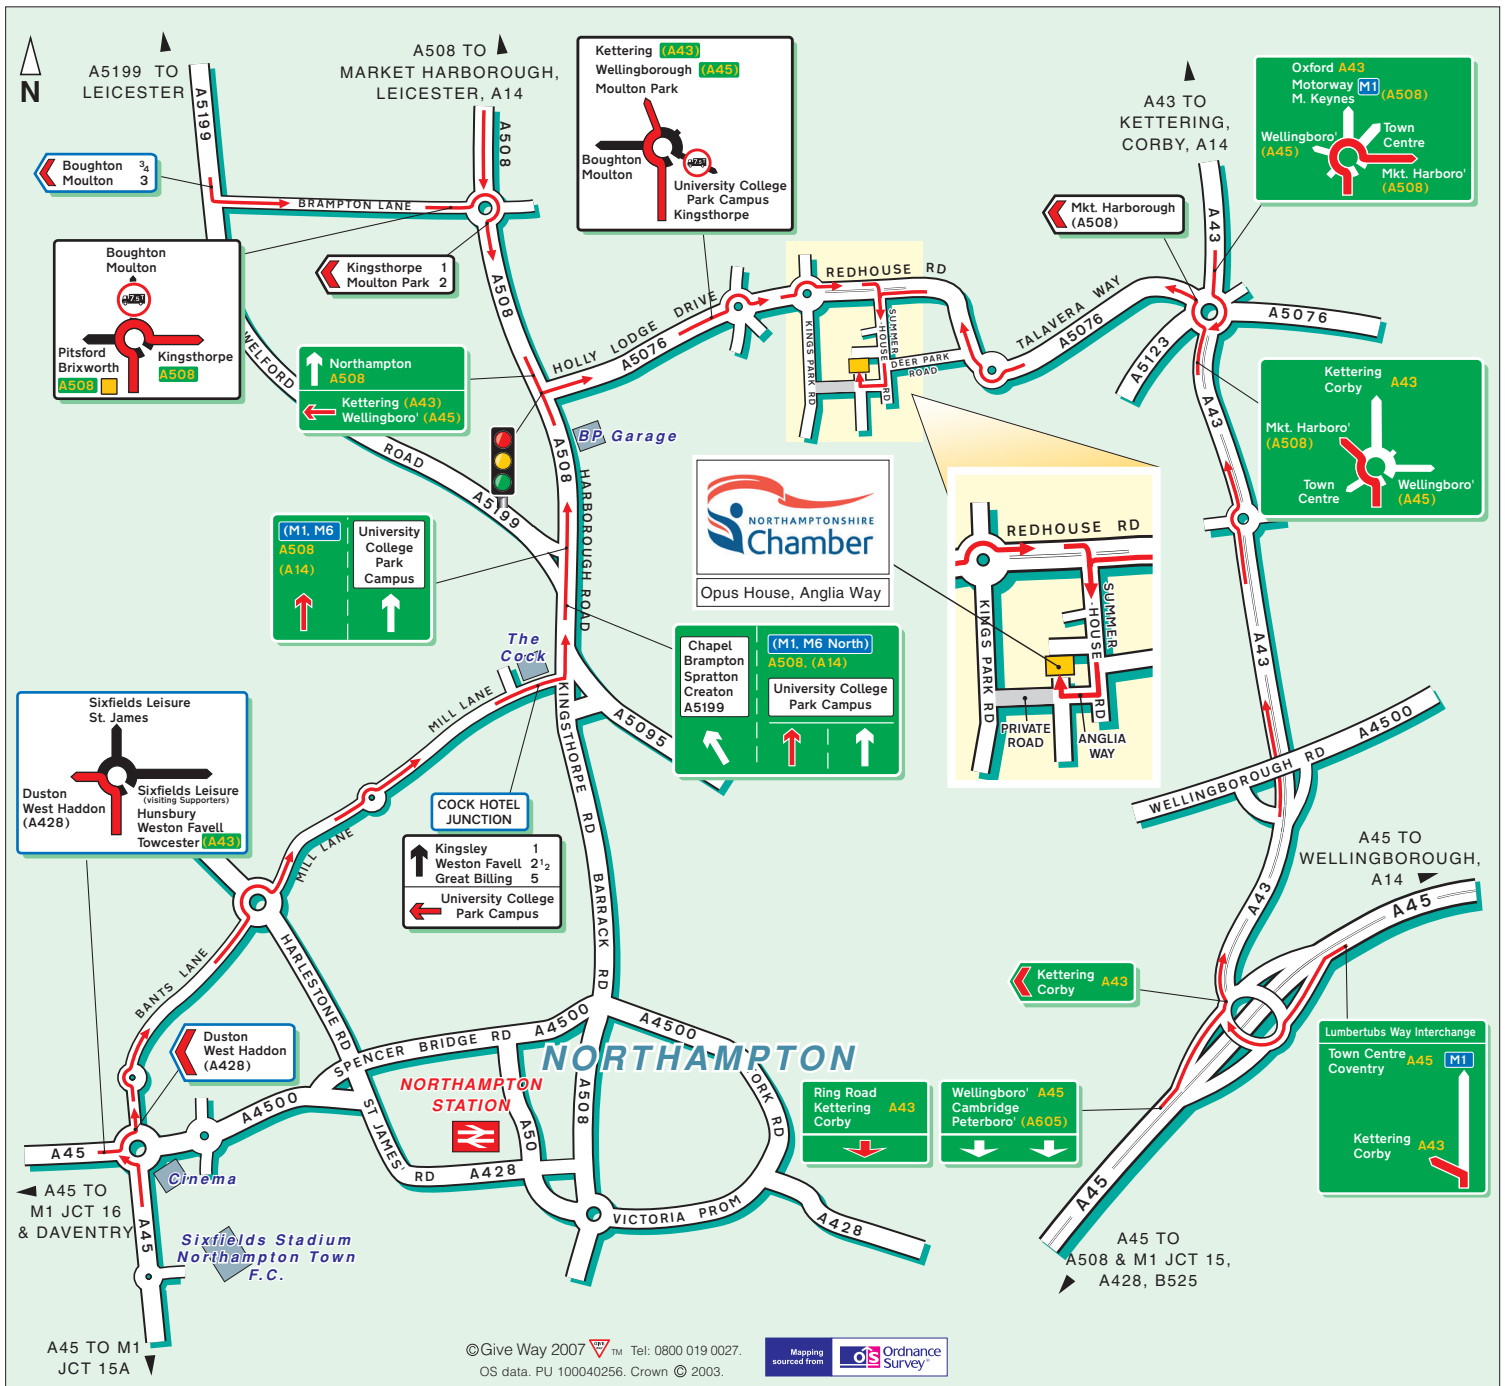 N
A5199 TO
LEICESTER
A5199
A508 TO
MARKET HARBOROUGH,
LEICESTER, A14
A508
Kettering (A43)
Wellingborough (A45)
Moulton Park
Boughton
Moulton
7.5T
University College
Park Campus
Kingsthorpe
A43 TO
KETTERING,
CORBY, A14
A43
Oxford A43
Motorway M1 (A508)
M. Keynes
Wellingboro'
(A45)
Town
Centre
Mkt. Harboro'
(A508)
Boughton 3/4
Moulton 3
BRAMPTON LANE
Mkt. Harborough
(A508)
Boughton
Moulton
7.5T
Pitsford
Brixworth
A508
Kingsthorpe
A508
Kingsthorpe 1
Moulton Park 2
A508
HOLLY LODGE DRIVE
A5076
REDHOUSE RD
KINGS PARK RD
SUMMER
HOUSE
RD
DEER PARK
ROAD
TALAVERA WAY
A5076
A5076
A5123
A43
WELFORD
ROAD
A5199
Northampton
A508
Kettering (A43)
Wellingboro' (A45)
BP Garage
A508
HARBOROUGH ROAD
Kettering
Corby
A43
Mkt. Harboro'
(A508)
Town
Centre
Wellingboro'
(A45)
NORTHAMPTONSHIRE
Chamber
Opus House, Anglia Way
REDHOUSE RD
KINGS PARK RD
SUMMER
HOUSE
RD
PRIVATE
ROAD
ANGLIA
WAY
(M1, M6
A508
(A14)
University
College
Park
Campus
The
Cock
Chapel
Brampton
Spratton
Creaton
A5199
(M1, M6 North)
A508, (A14)
University College
Park Campus
A43
MILL LANE
KINGSTHORPE RD
A5095
Sixfields Leisure
St. James
Duston
West Haddon
(A428)
Sixfields Leisure
(visiting Supporters)
Hunsbury
Weston Favell
Towcester (A43)
WELLINGBOROUGH RD
A4500
COCK HOTEL
JUNCTION
Kingsley 1
Weston Favell 2 1/2
Great Billing 5
University College
Park Campus
MILL LANE
BARRACK RD
A45 TO
WELLINGBOROUGH,
A14
A45
A43
BANTS LANE
HARLESTONE RD
Kettering
Corby
A43
Duston
West Haddon
(A428)
SPENCER BRIDGE RD
A4500
A4500
YORK RD
NORTHAMPTON
NORTHAMPTON
STATION
A4500
ST JAMES' RD
A50
A508
A428
Lumbertubs Way Interchange
Town Centre A45 M1
Coventry
Kettering
Corby
A43
Ring Road
Kettering
Corby
A43
Wellingboro' A45
Cambridge
Peterboro' (A605)
A45
A45
Cinema
A45 TO
M1 JCT 16
& DAVENTRY
A45
VICTORIA PROM
A428
Sixfields Stadium
Northampton Town
F.C.
A45 TO
A508 & M1 JCT 15,
A428, B525
A45 TO M1
JCT 15A
©Give Way 2007 GIVE WAY TM Tel: 0800 019 0027.
OS data. PU 100040256. Crown © 2003.
Mapping
sourced from
OS Ordnance
Survey®